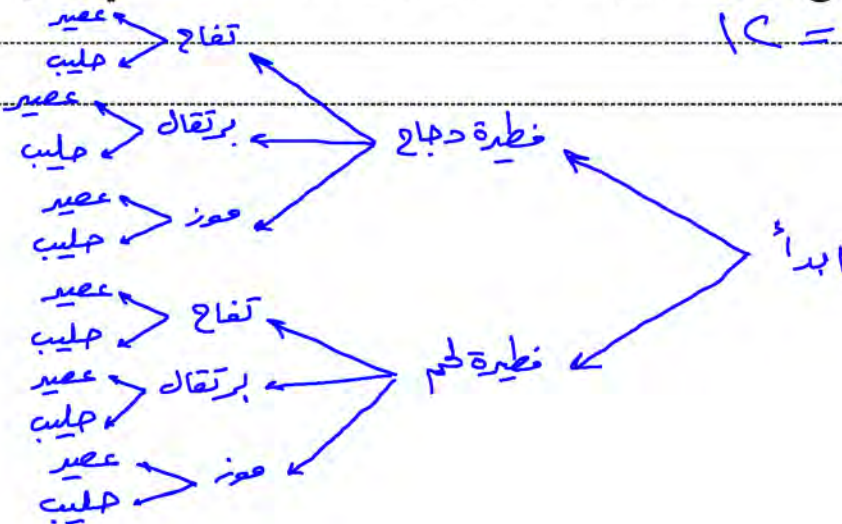 = ١٢
ابدأ
فطيرة دجاج
تفاح
عصير
حليب
برتقال
عصير
حليب
موز
عصير
حليب
فطيرة لحم
تفاح
عصير
حليب
برتقال
عصير
حليب
موز
عصير
حليب